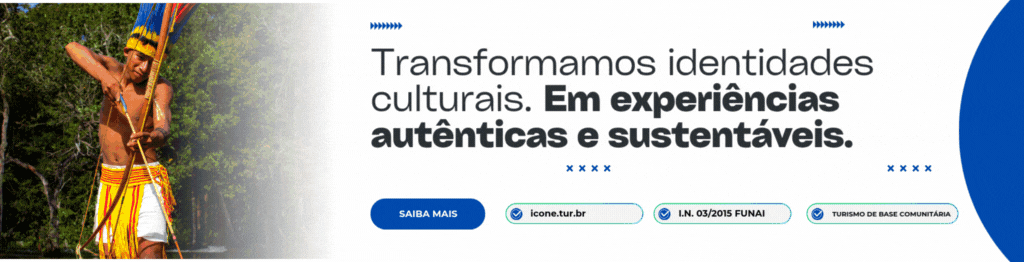 Transformamos identidades
culturais. Em experiências
autênticas e sustentáveis.
SAIBA MAIS
icone.tur.br
I.N. 03/2015 FUNAI
TURISMO DE BASE COMUNITÁRIA